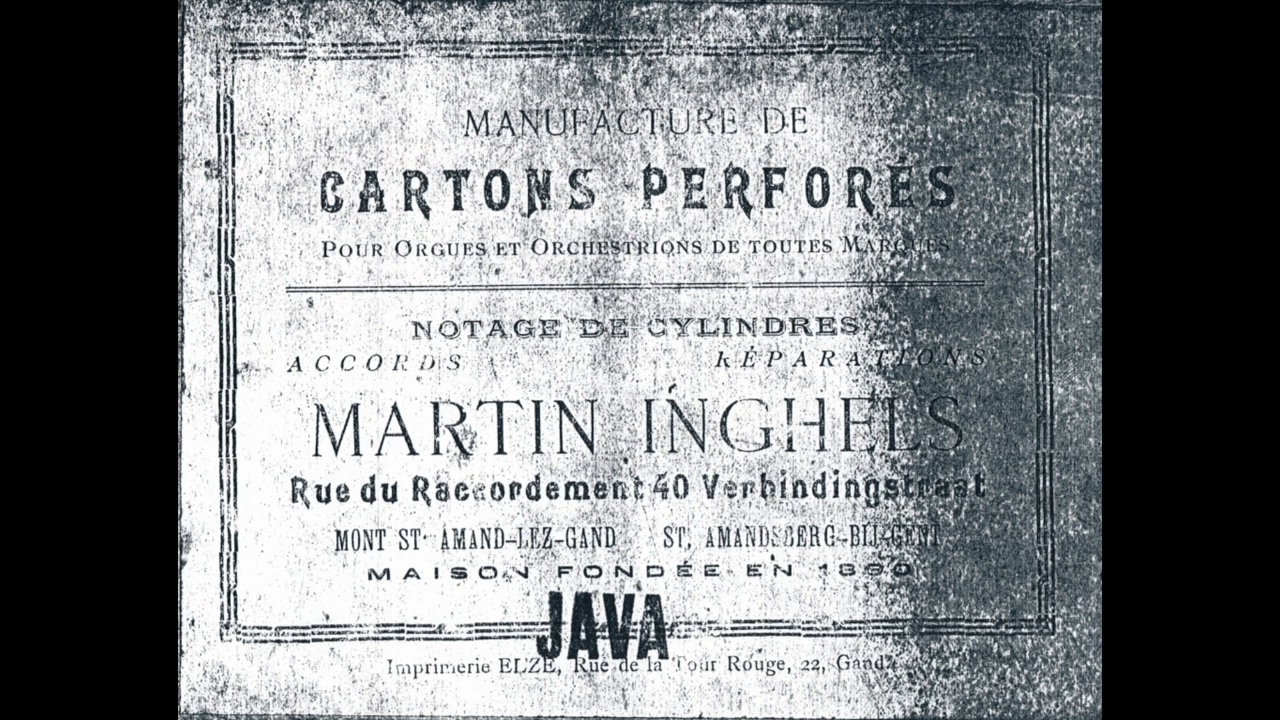 MANUFACTURE DE
CARTONS PERFORÉS
POUR ORGUES ET ORCHESTRIONS DE TOUTES MARQUES
NOTAGE DE CYLINDRES
ACCORDS RÉPARATIONS
MARTIN INGHELS
Rue du Raccordement 40 Verbindingstraat
MONT ST. AMAND-LEZ-GAND ST. AMANDSBERG-BIJ-GENT
MAISON FONDÉE EN 1890
JAVA
Imprimerie ELZE, Rue de la Tour Rouge, 22, Gand.